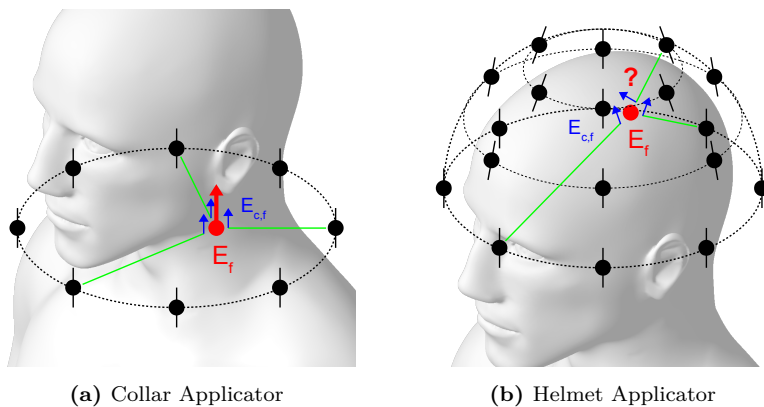 E_c,f
E_f
(a) Collar Applicator
?
E_c,f
E_f
(b) Helmet Applicator